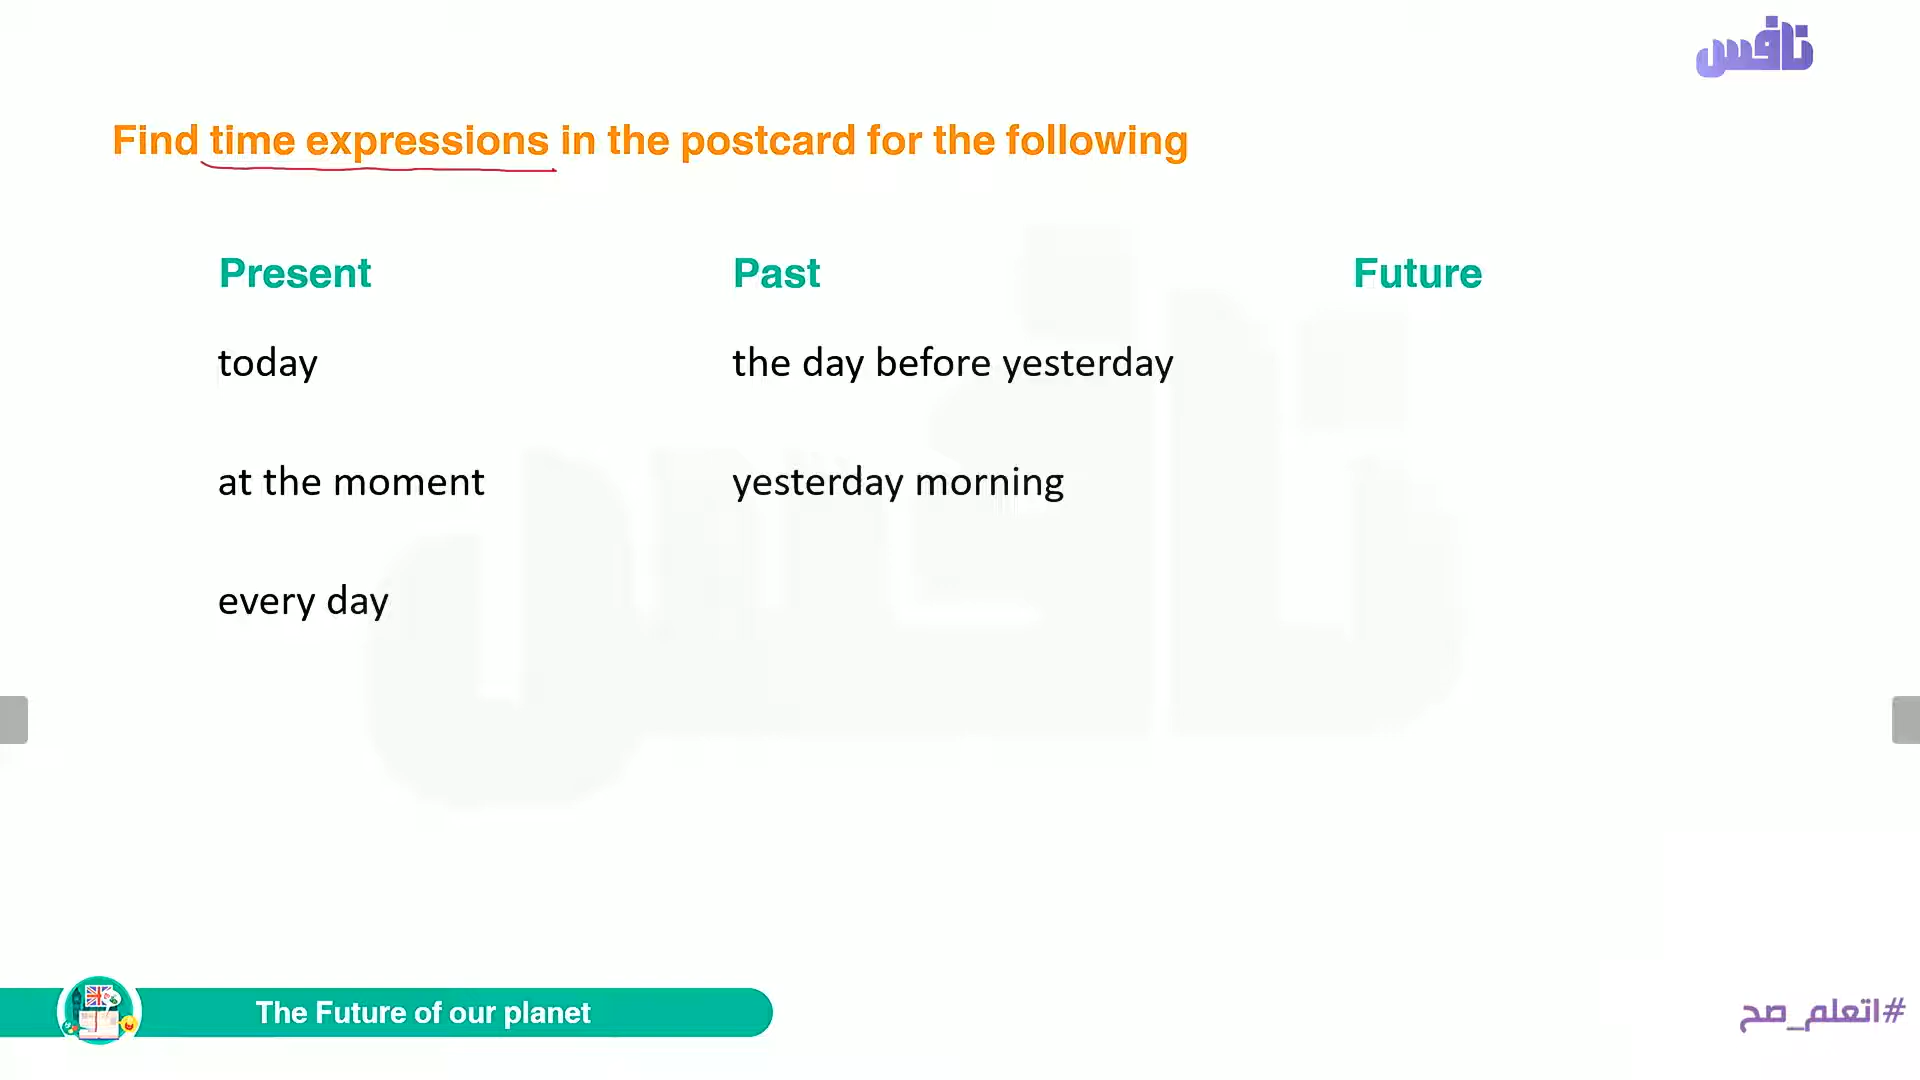 نافس
Find time expressions in the postcard for the following
Present Past Future
today the day before yesterday
at the moment yesterday morning
every day
The Future of our planet
#اتعلم_صح